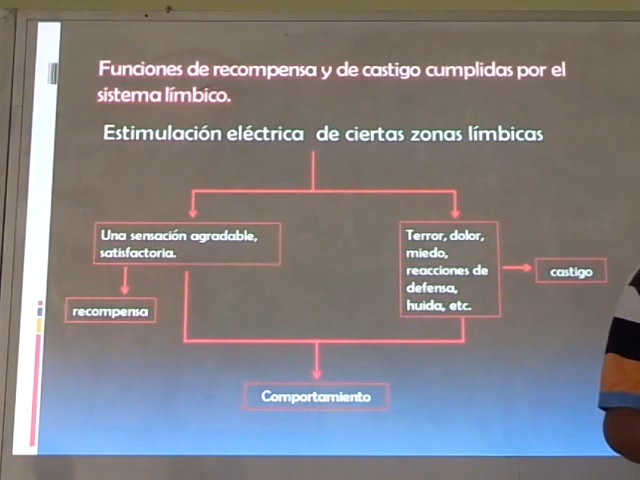 Funciones de recompensa y de castigo cumplidas por el
sistema límbico.
Estimulación eléctrica de ciertas zonas límbicas
Una sensación agradable,
satisfactoria.
Terror, dolor,
miedo,
reacciones de
defensa,
huida, etc.
castigo
recompensa
Comportamiento